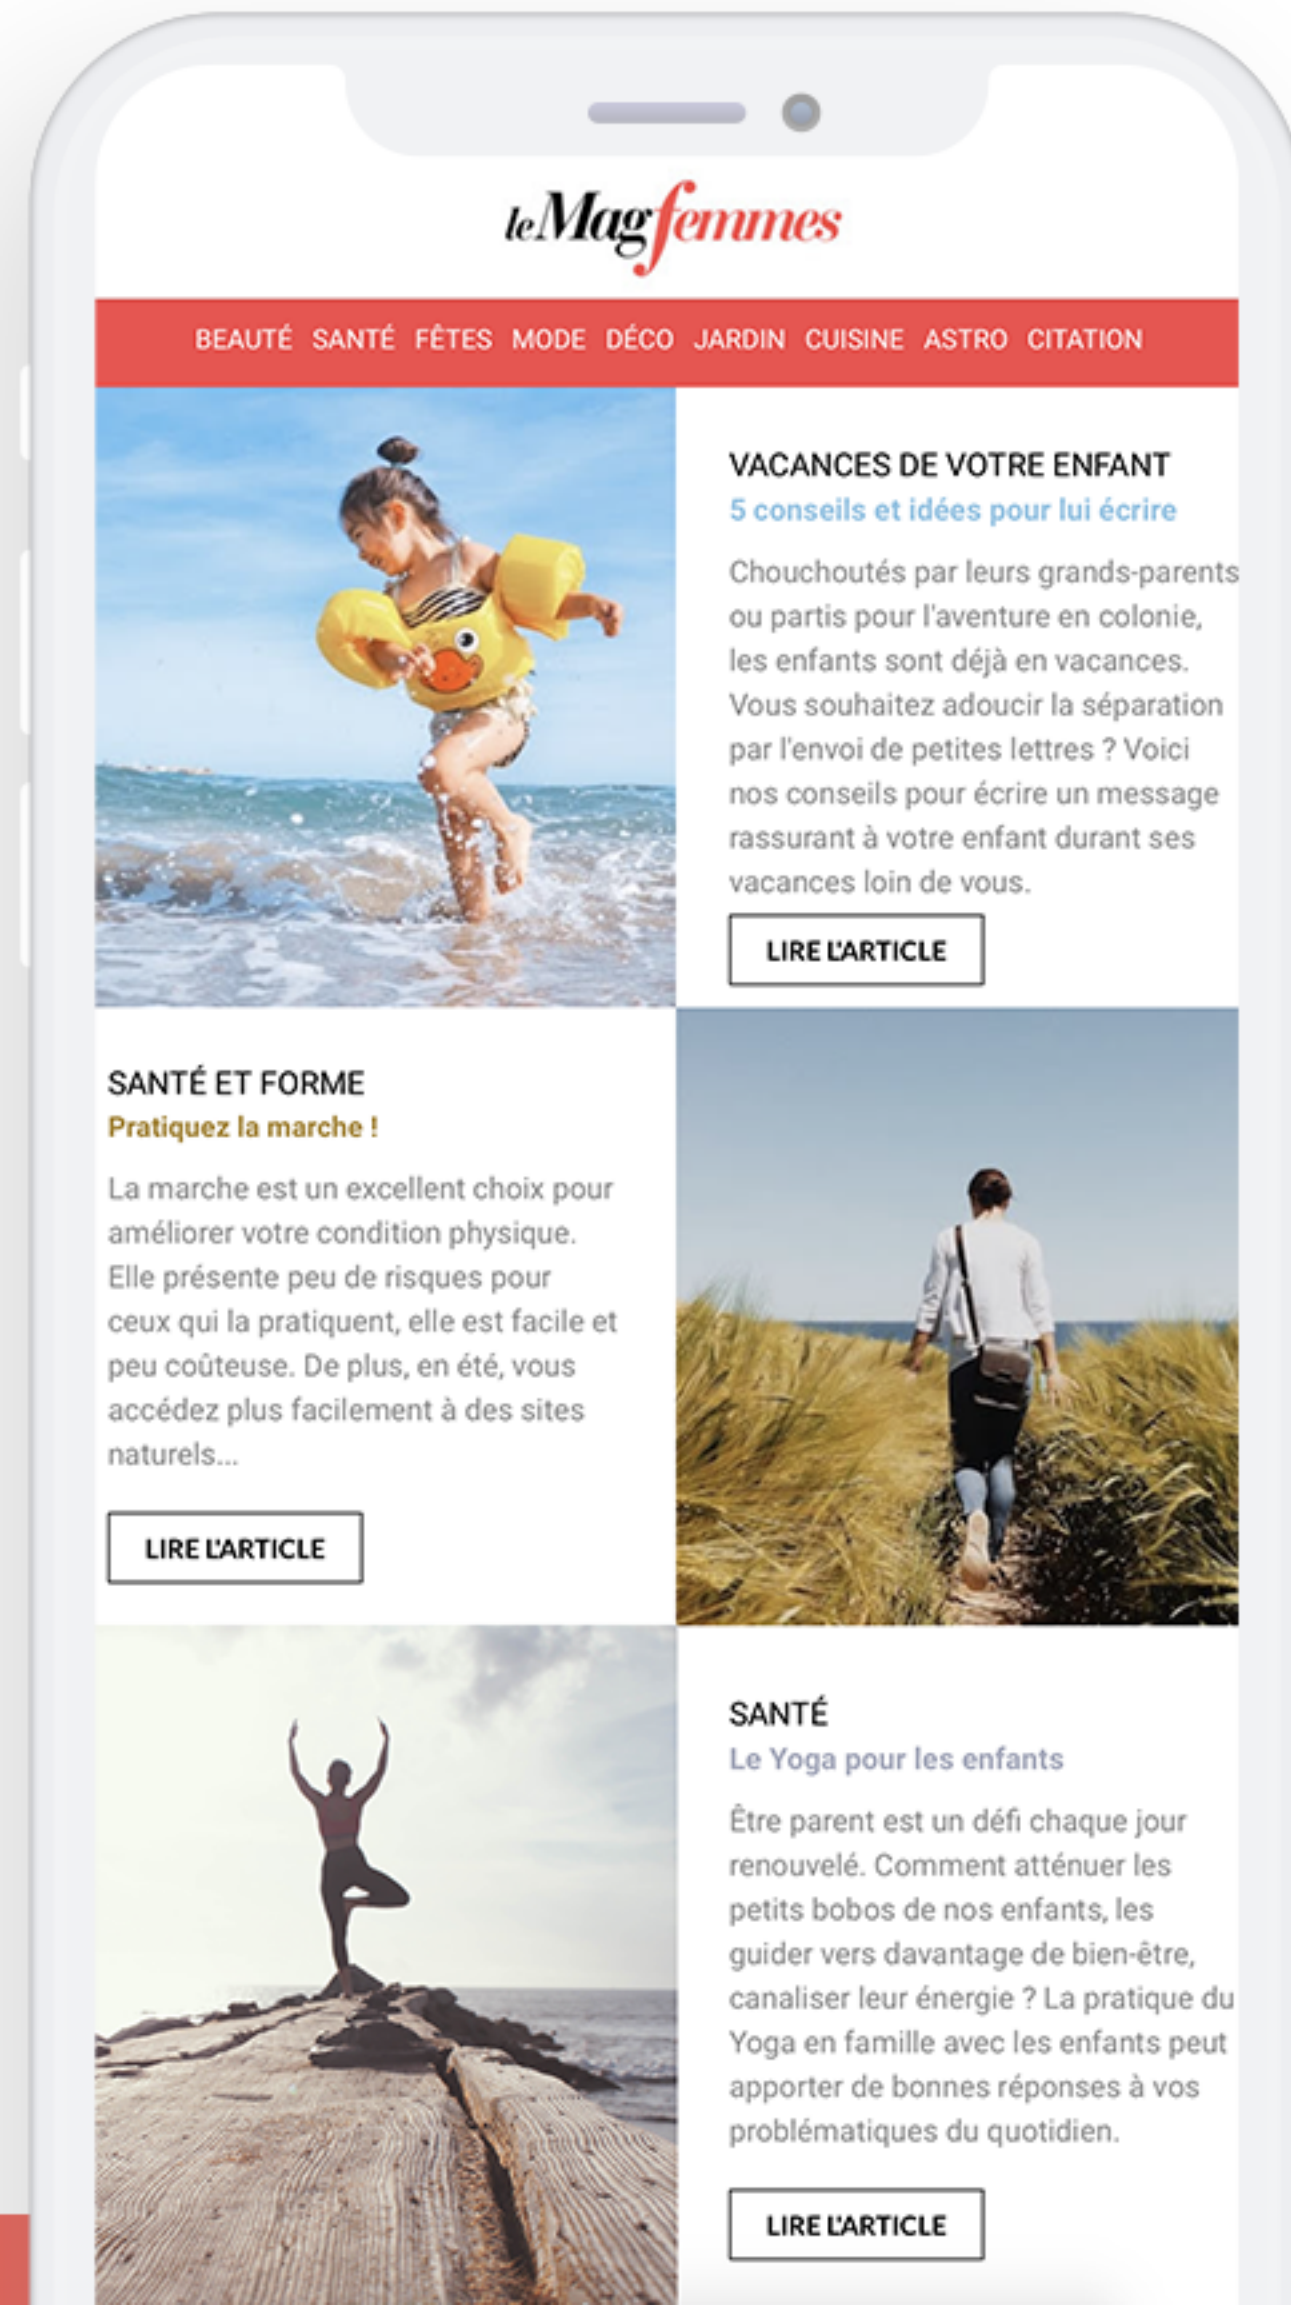 le Mag femmes
BEAUTÉ SANTÉ FÊTES MODE DÉCO JARDIN CUISINE ASTRO CITATION
VACANCES DE VOTRE ENFANT
5 conseils et idées pour lui écrire
Chouchoutés par leurs grands-parents
ou partis pour l'aventure en colonie,
les enfants sont déjà en vacances.
Vous souhaitez adoucir la séparation
par l'envoi de petites lettres ? Voici
nos conseils pour écrire un message
rassurant à votre enfant durant ses
vacances loin de vous.
LIRE L'ARTICLE
SANTÉ ET FORME
Pratiquez la marche !
La marche est un excellent choix pour
améliorer votre condition physique.
Elle présente peu de risques pour
ceux qui la pratiquent, elle est facile et
peu coûteuse. De plus, en été, vous
accédez plus facilement à des sites
naturels...
LIRE L'ARTICLE
SANTÉ
Le Yoga pour les enfants
Être parent est un défi chaque jour
renouvelé. Comment atténuer les
petits bobos de nos enfants, les
guider vers davantage de bien-être,
canaliser leur énergie ? La pratique du
Yoga en famille avec les enfants peut
apporter de bonnes réponses à vos
problématiques du quotidien.
LIRE L'ARTICLE